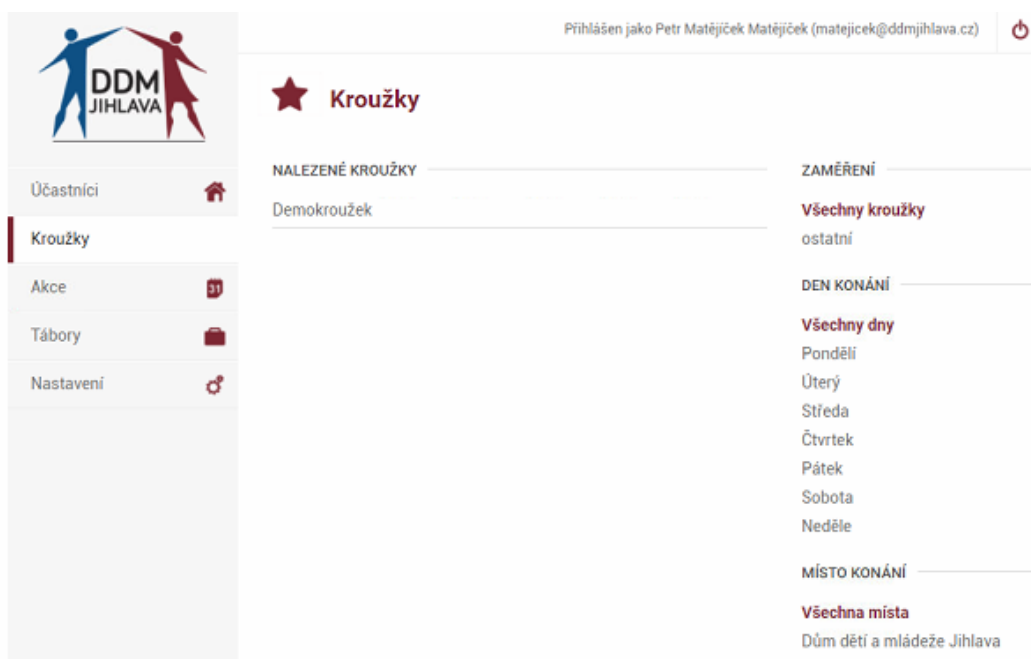 Přihlášen jako Petr Matějíček Matějíček (matejicek@ddmjihlava.cz)
DDM
JIHLAVA
Kroužky
Účastníci
Kroužky
Akce
31
Tábory
Nastavení
NALEZENÉ KROUŽKY
Demokroužek
ZAMĚŘENÍ
Všechny kroužky
ostatní
DEN KONÁNÍ
Všechny dny
Pondělí
Úterý
Středa
Čtvrtek
Pátek
Sobota
Neděle
MÍSTO KONÁNÍ
Všechna místa
Dům dětí a mládeže Jihlava